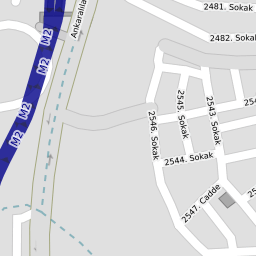 2481. Sokak
Ankaralılar
2482. Sokak
M2
M2
M2
M2
2545. Sokak
2543. Sokak
2546. Sokak
2544. Sokak
2547. Cadde